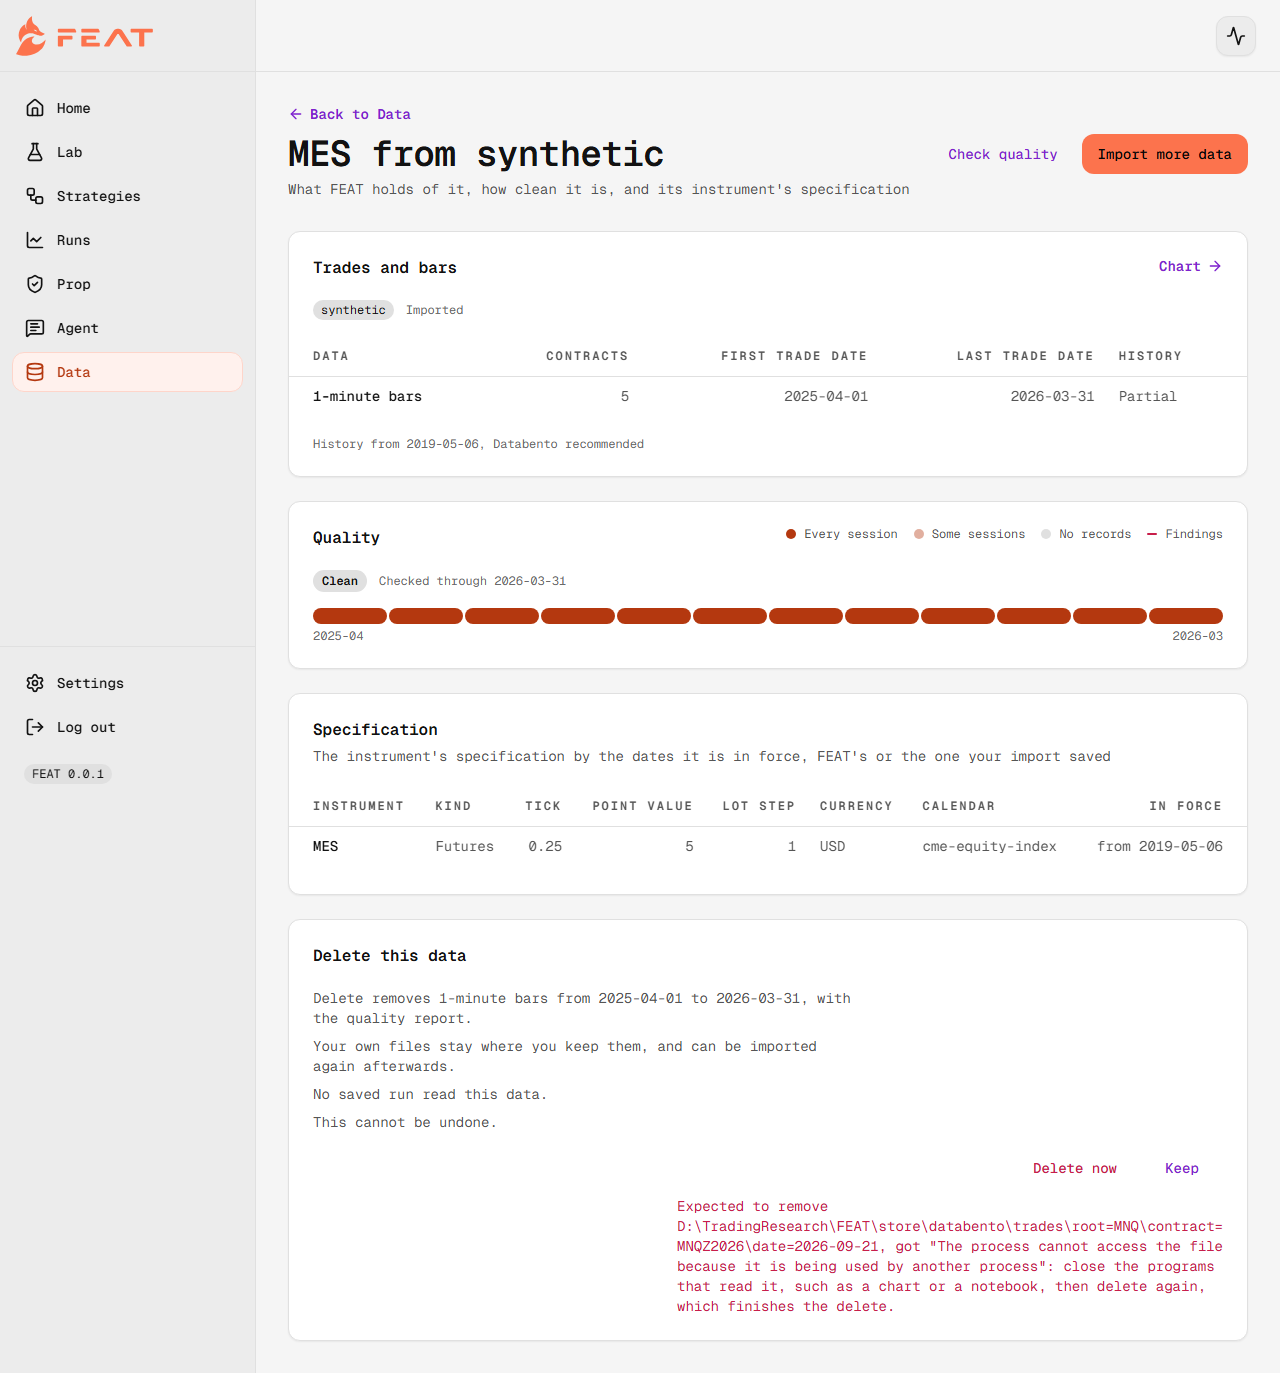 FEAT
Home
Lab
Strategies
Runs
Prop
Agent
Data
Settings
Log out
FEAT 0.0.1
← Back to Data
MES from synthetic
What FEAT holds of it, how clean it is, and its instrument's specification
Check quality
Import more data
Trades and bars
Chart →
synthetic Imported
DATA CONTRACTS FIRST TRADE DATE LAST TRADE DATE HISTORY
1-minute bars 5 2025-04-01 2026-03-31 Partial
History from 2019-05-06, Databento recommended
Quality
Every session Some sessions No records Findings
Clean Checked through 2026-03-31
2025-04 2026-03
Specification
The instrument's specification by the dates it is in force, FEAT's or the one your import saved
INSTRUMENT KIND TICK POINT VALUE LOT STEP CURRENCY CALENDAR IN FORCE
MES Futures 0.25 5 1 USD cme-equity-index from 2019-05-06
Delete this data
Delete removes 1-minute bars from 2025-04-01 to 2026-03-31, with
the quality report.
Your own files stay where you keep them, and can be imported
again afterwards.
No saved run read this data.
This cannot be undone.
Delete now Keep
Expected to remove
D:\TradingResearch\FEAT\store\databento\trades\root=MNQ\contract=
MNQZ2026\date=2026-09-21, got "The process cannot access the file
because it is being used by another process": close the programs
that read it, such as a chart or a notebook, then delete again,
which finishes the delete.